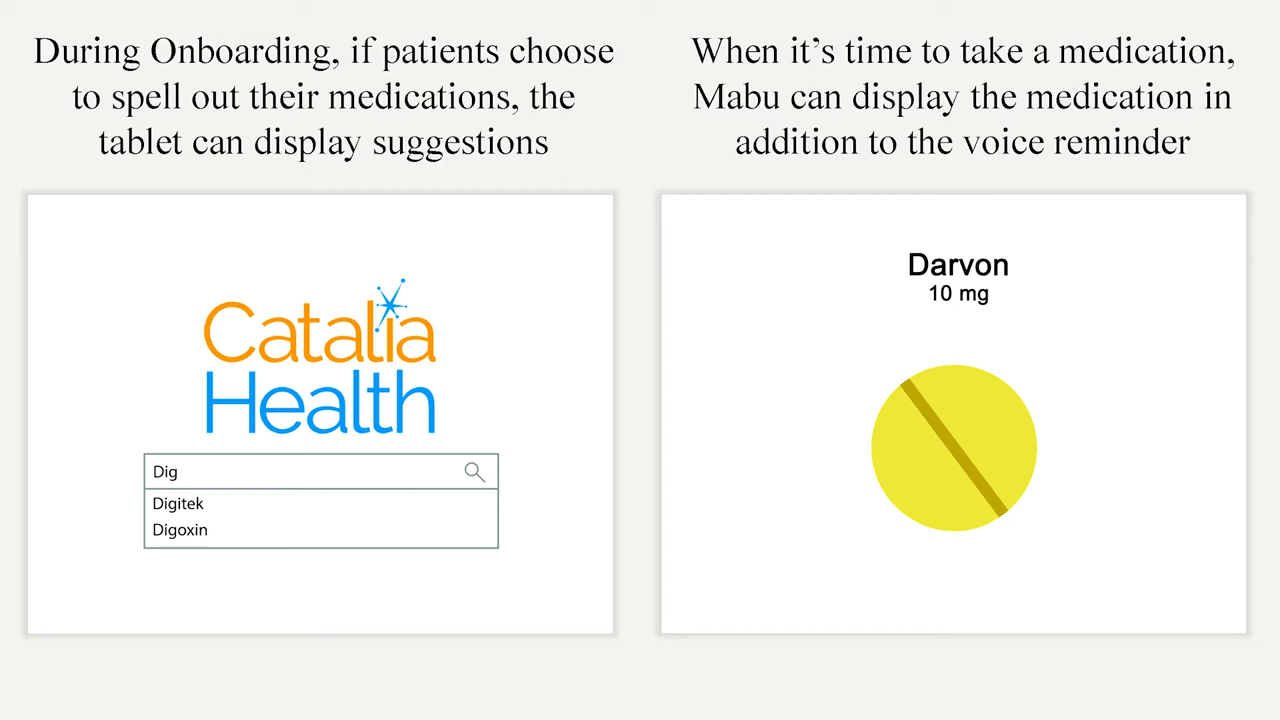 During Onboarding, if patients choose
to spell out their medications, the
tablet can display suggestions
Catalia
Health
Dig
Digitek
Digoxin
When it’s time to take a medication,
Mabu can display the medication in
addition to the voice reminder
Darvon
10 mg